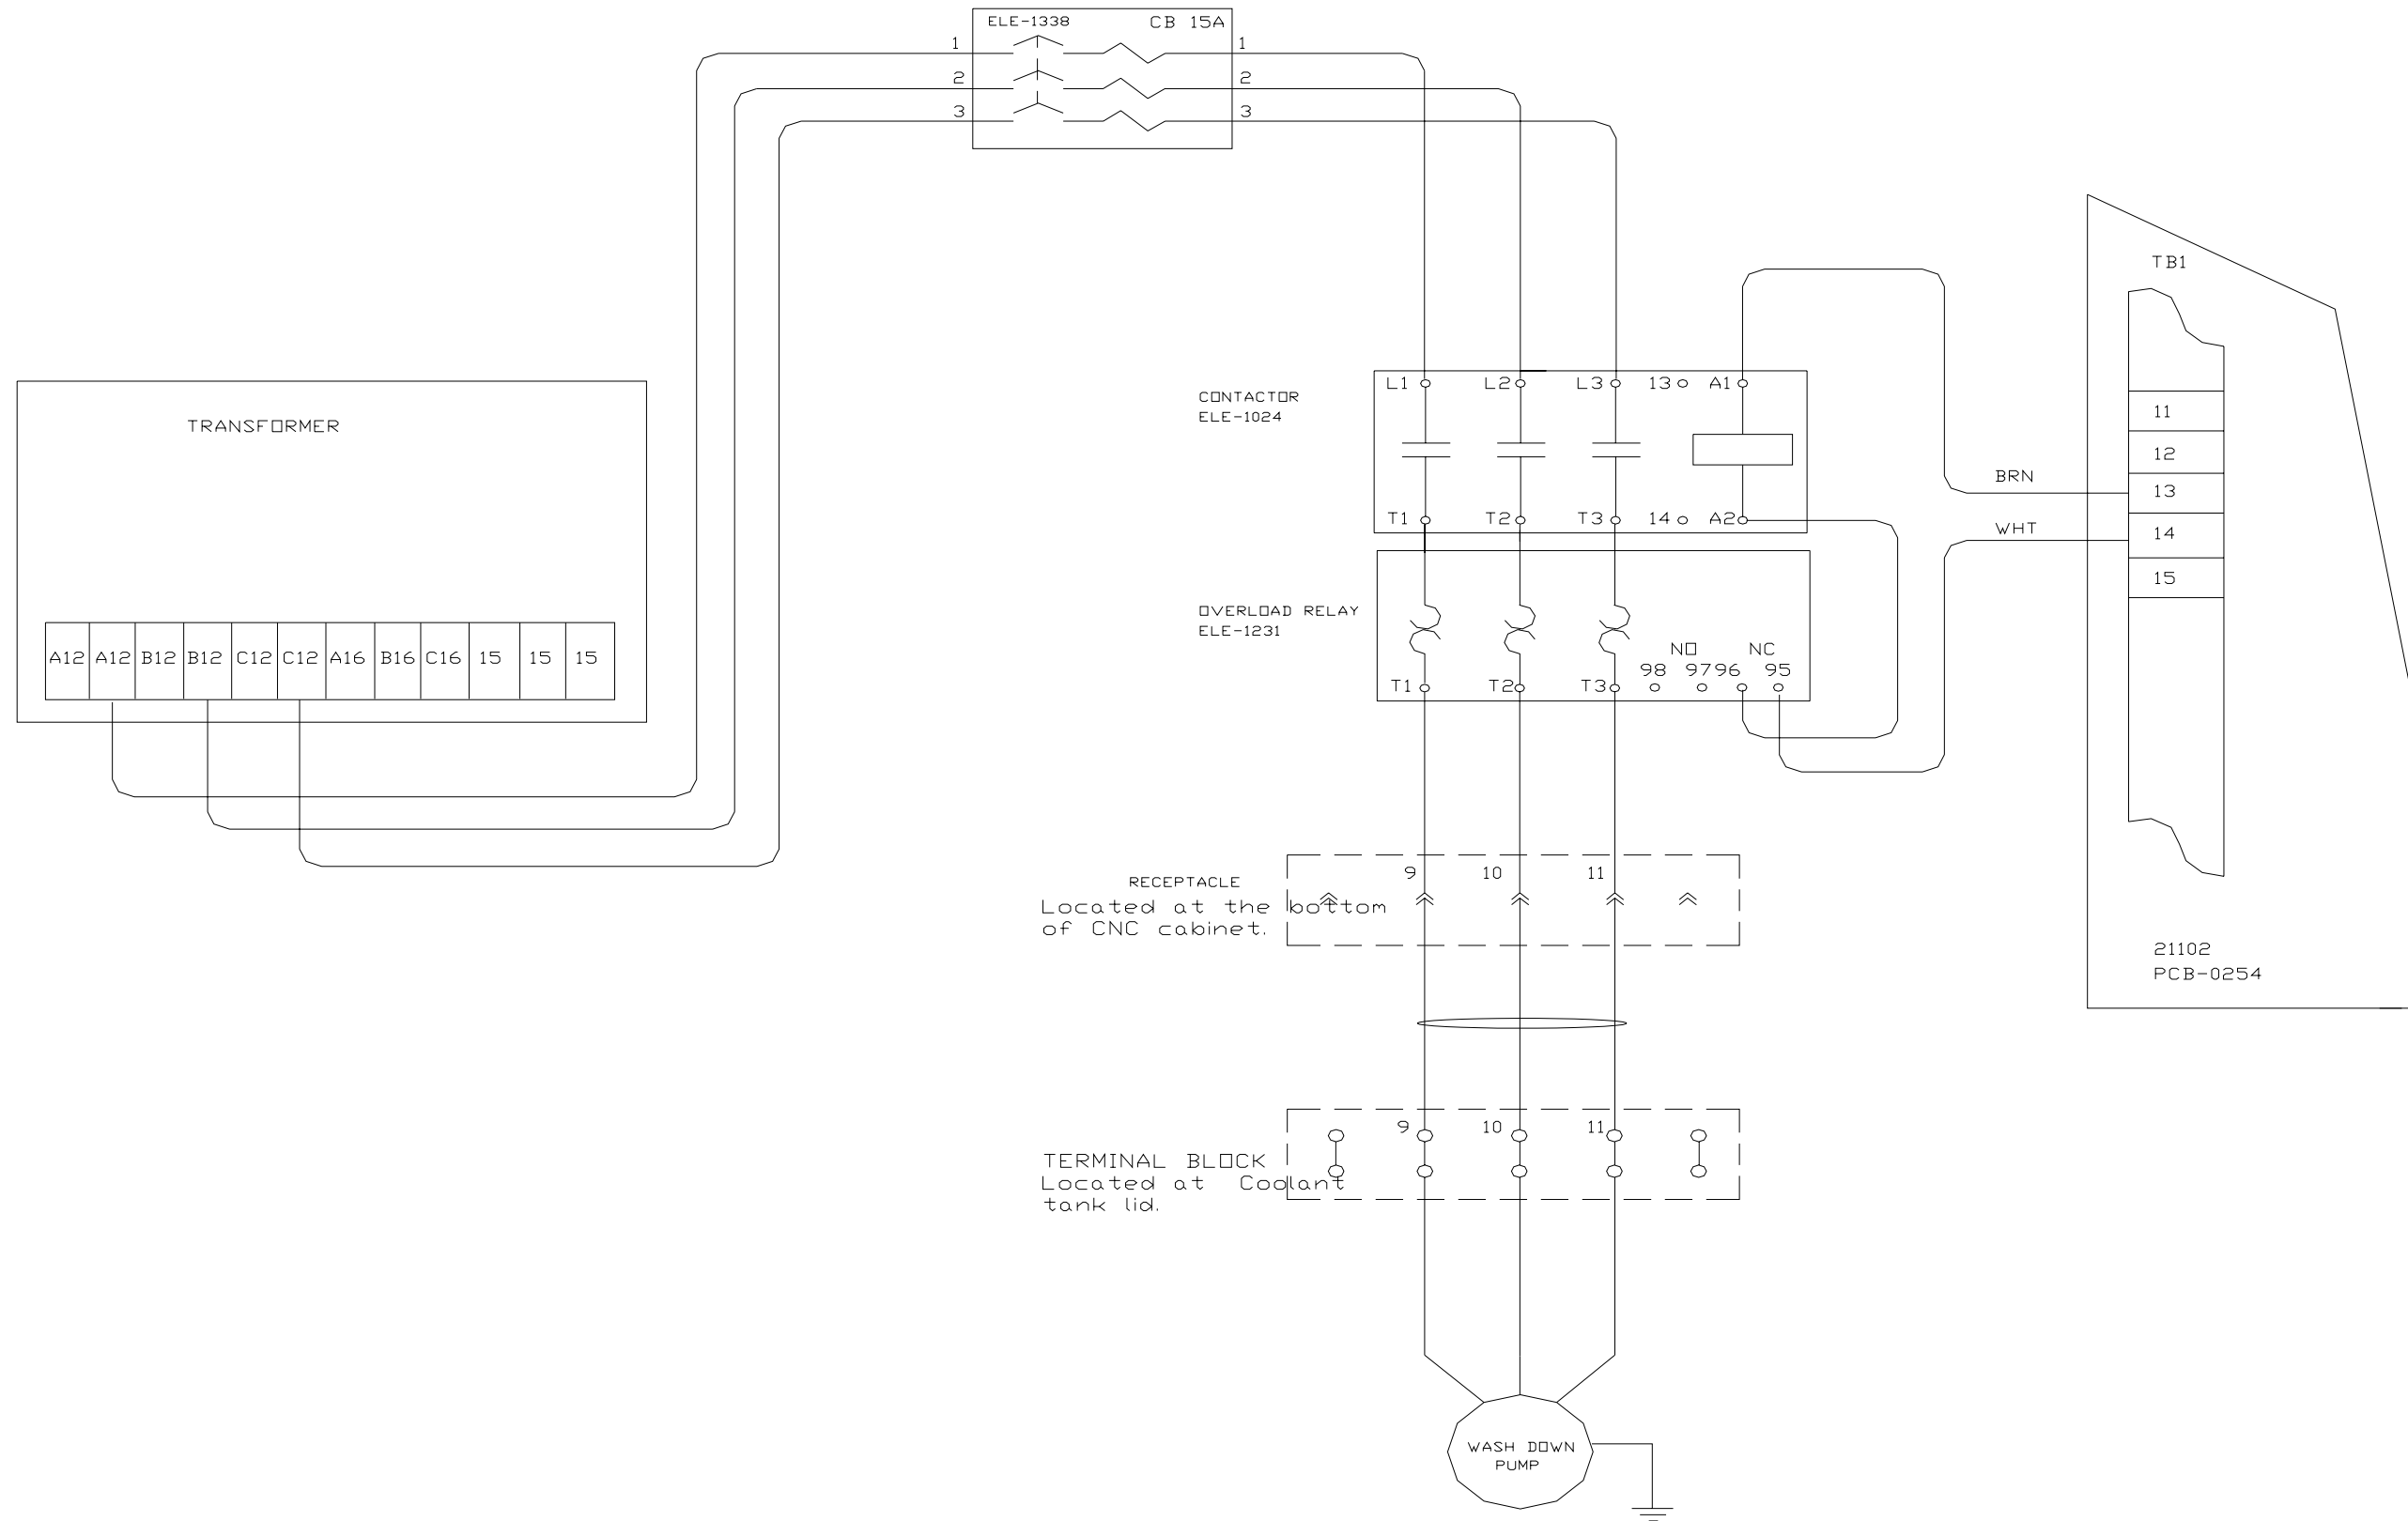 ELE-1338 CB 15A
1 1
2 2
3 3
TB1
TRANSFORMER
A12 A12 B12 B12 C12 C12 A16 B16 C16 15 15 15
CONTACTOR
ELE-1024
L1 L2 L3 13 A1
T1 T2 T3 14 A2
OVERLOAD RELAY
ELE-1231
NO NC
98 97 96 95
T1 T2 T3
BRN
WHT
11
12
13
14
15
RECEPTACLE
Located at the bottom
of CNC cabinet.
9 10 11
21102
PCB-0254
TERMINAL BLOCK
Located at Coolant
tank lid.
9 10 11
WASH DOWN
PUMP